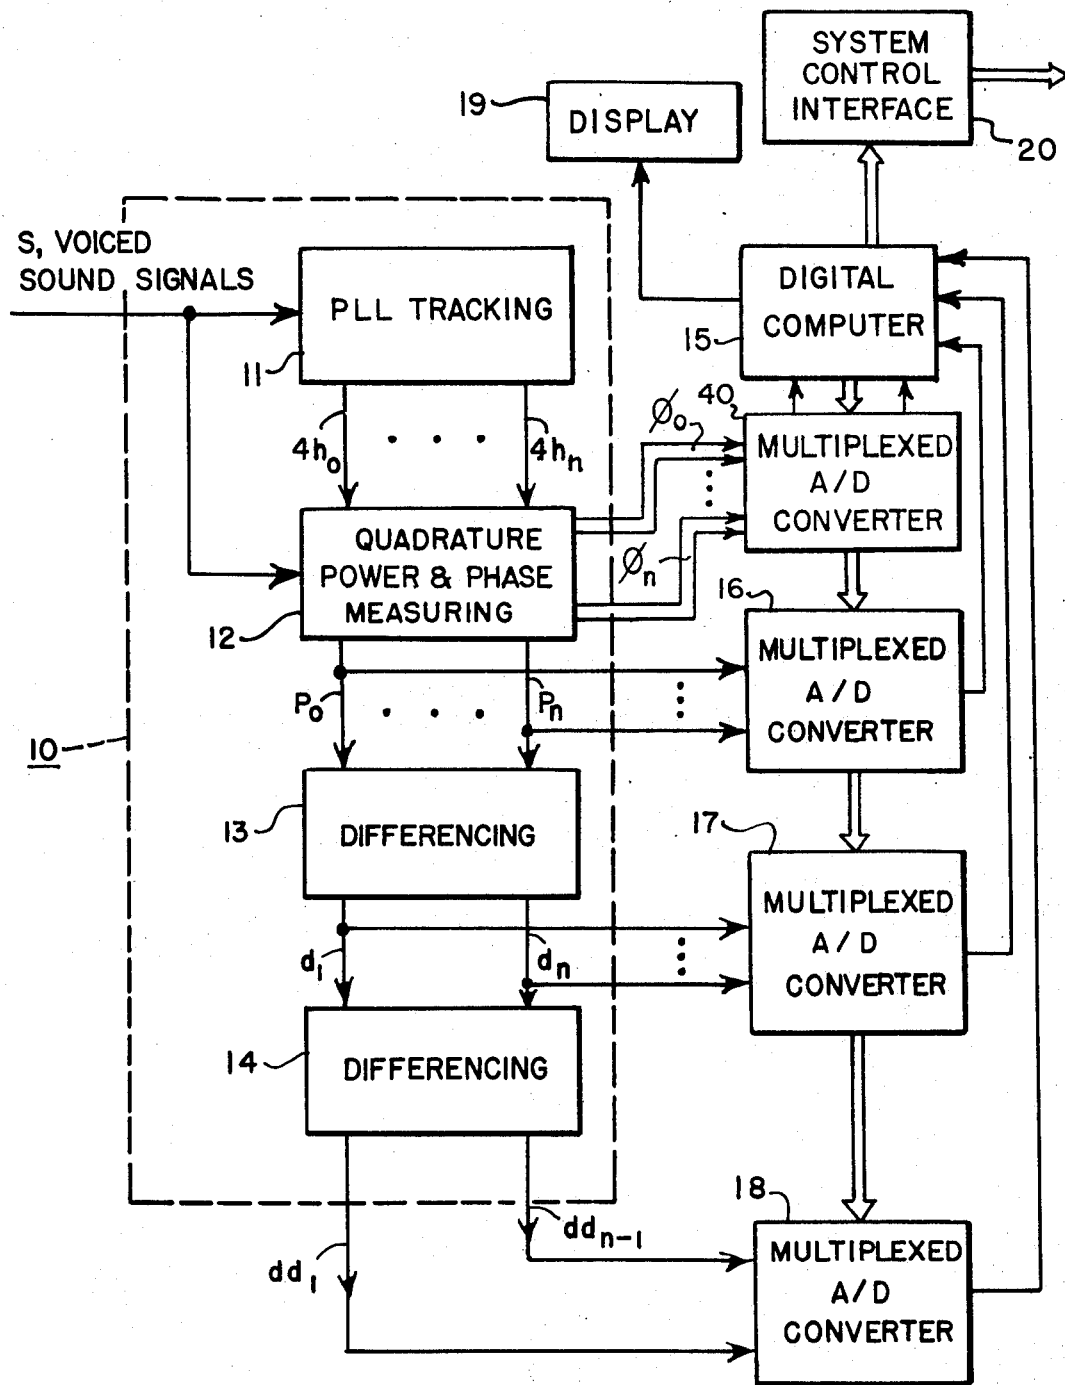 SYSTEM
CONTROL
INTERFACE
20
19
DISPLAY
S, VOICED
SOUND SIGNALS
PLL TRACKING
11
DIGITAL
COMPUTER
15
4h₀
4hₙ
Ø₀
Øₙ
40
MULTIPLEXED
A/D
CONVERTER
QUADRATURE
POWER & PHASE
MEASURING
12
16
MULTIPLEXED
A/D
CONVERTER
P₀
Pₙ
10
13
DIFFERENCING
17
MULTIPLEXED
A/D
CONVERTER
d₁
dₙ
14
DIFFERENCING
18
MULTIPLEXED
A/D
CONVERTER
dd₁
ddₙ₋₁